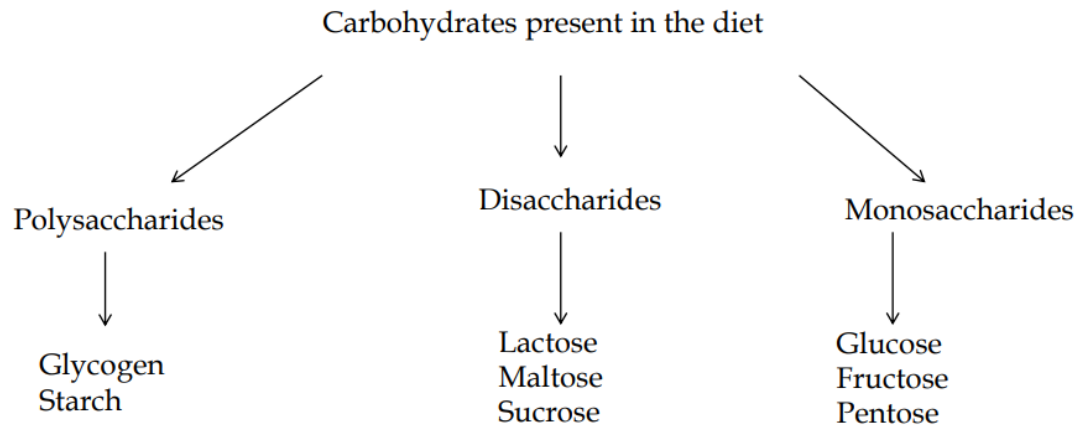 Carbohydrates present in the diet
Polysaccharides
Disaccharides
Monosaccharides
Glycogen
Starch
Lactose
Maltose
Sucrose
Glucose
Fructose
Pentose